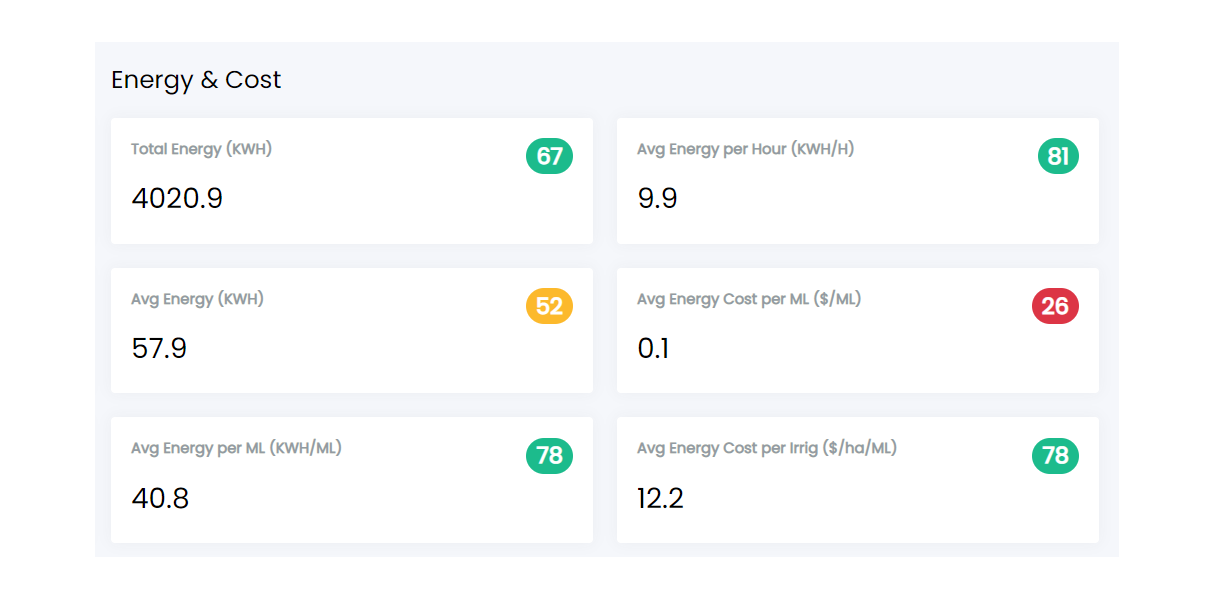 Energy & Cost
Total Energy (KWH)
67
4020.9
Avg Energy per Hour (KWH/H)
81
9.9
Avg Energy (KWH)
52
57.9
Avg Energy Cost per ML ($/ML)
26
0.1
Avg Energy per ML (KWH/ML)
78
40.8
Avg Energy Cost per Irrig ($/ha/ML)
78
12.2